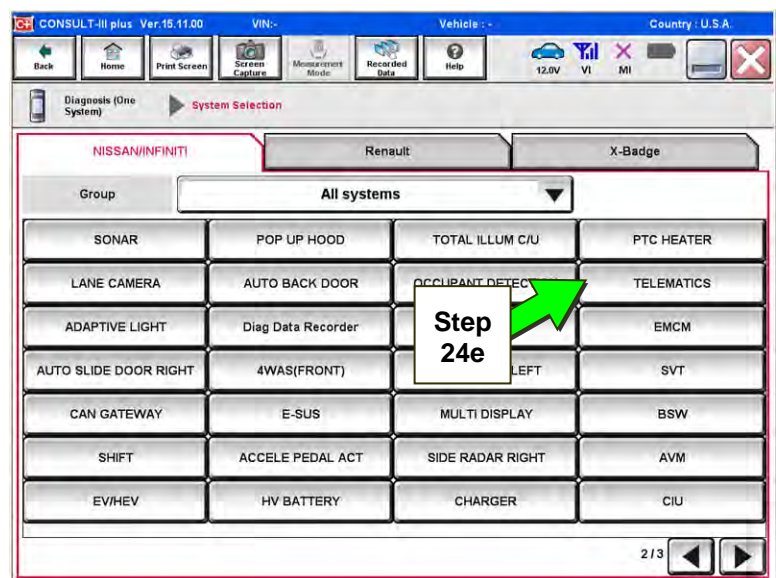 C+ CONSULT-III plus Ver.15.11.00 VIN:- Vehicle : - Country : U.S.A.
Back Home Print Screen Screen Capture Measurement Mode Recorded Data Help 12.0V VI MI
Diagnosis (One System) System Selection
NISSAN/INFINITI Renault X-Badge
Group All systems
SONAR POP UP HOOD TOTAL ILLUM C/U PTC HEATER
LANE CAMERA AUTO BACK DOOR OCCUPANT TELEMATICS
ADAPTIVE LIGHT Diag Data Recorder EMCM
Step 24e
AUTO SLIDE DOOR RIGHT 4WAS(FRONT) LEFT SVT
CAN GATEWAY E-SUS MULTI DISPLAY BSW
SHIFT ACCELE PEDAL ACT SIDE RADAR RIGHT AVM
EV/HEV HV BATTERY CHARGER CIU
2/3